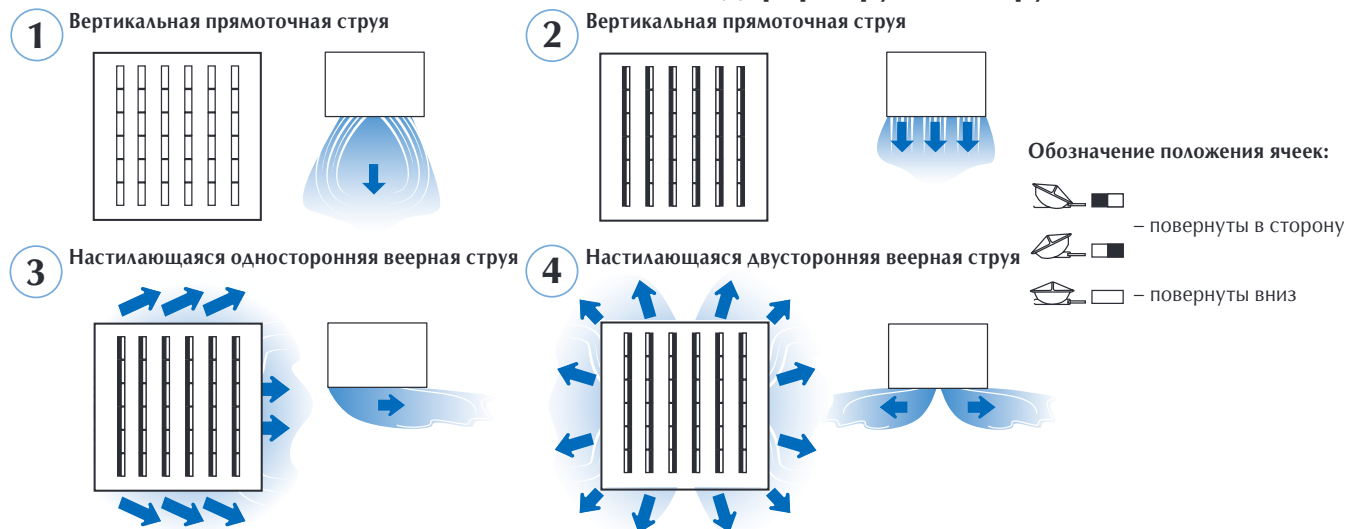 1 Вертикальная прямоточная струя
2 Вертикальная прямоточная струя
Обозначение положения ячеек:
– повернуты в сторону
– повернуты вниз
3 Настилающаяся односторонняя веерная струя
4 Настилающаяся двусторонняя веерная струя